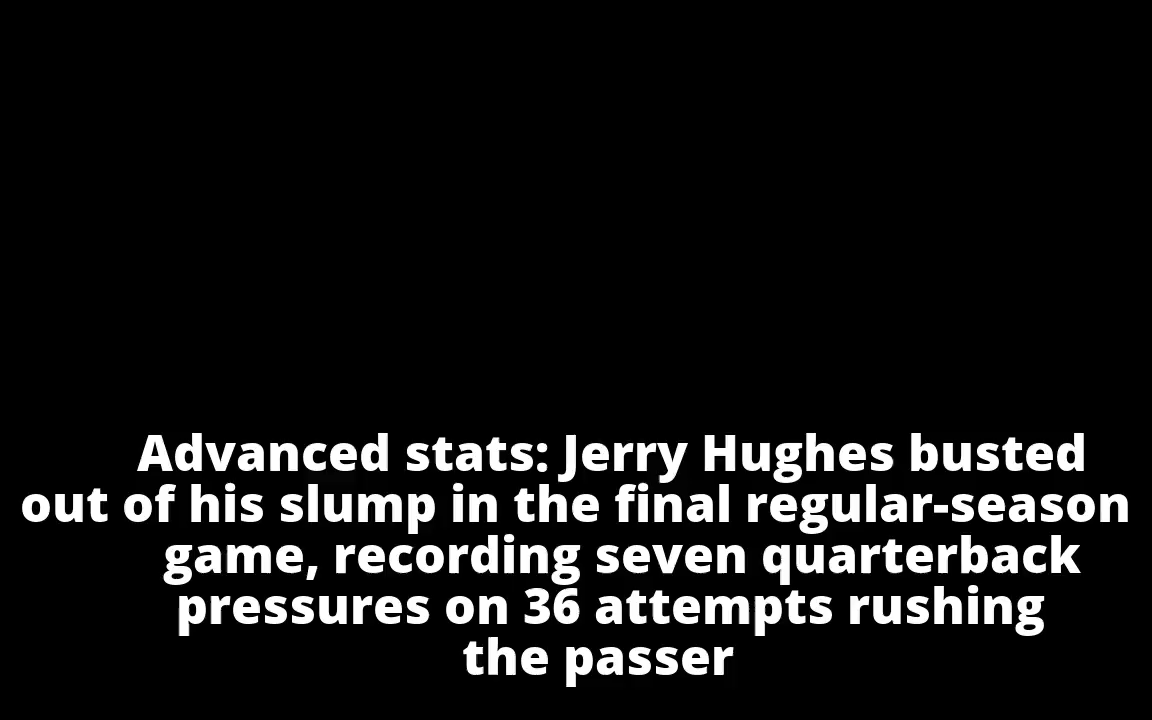 Advanced stats: Jerry Hughes busted
out of his slump in the final regular-season
game, recording seven quarterback
pressures on 36 attempts rushing
the passer